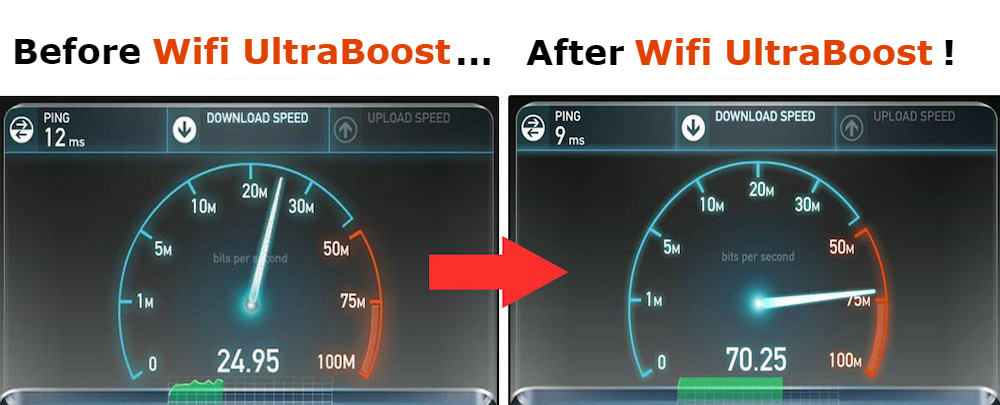 Before Wifi UltraBoost...
After Wifi UltraBoost !
PING
12 ms
DOWNLOAD SPEED
UPLOAD SPEED
0
1M
5M
10M
20M
30M
50M
75M
100M
bits per second
24.95
PING
9 ms
DOWNLOAD SPEED
UPLOAD SPEED
0
1M
5M
10M
20M
30M
50M
75M
100M
bits per second
70.25